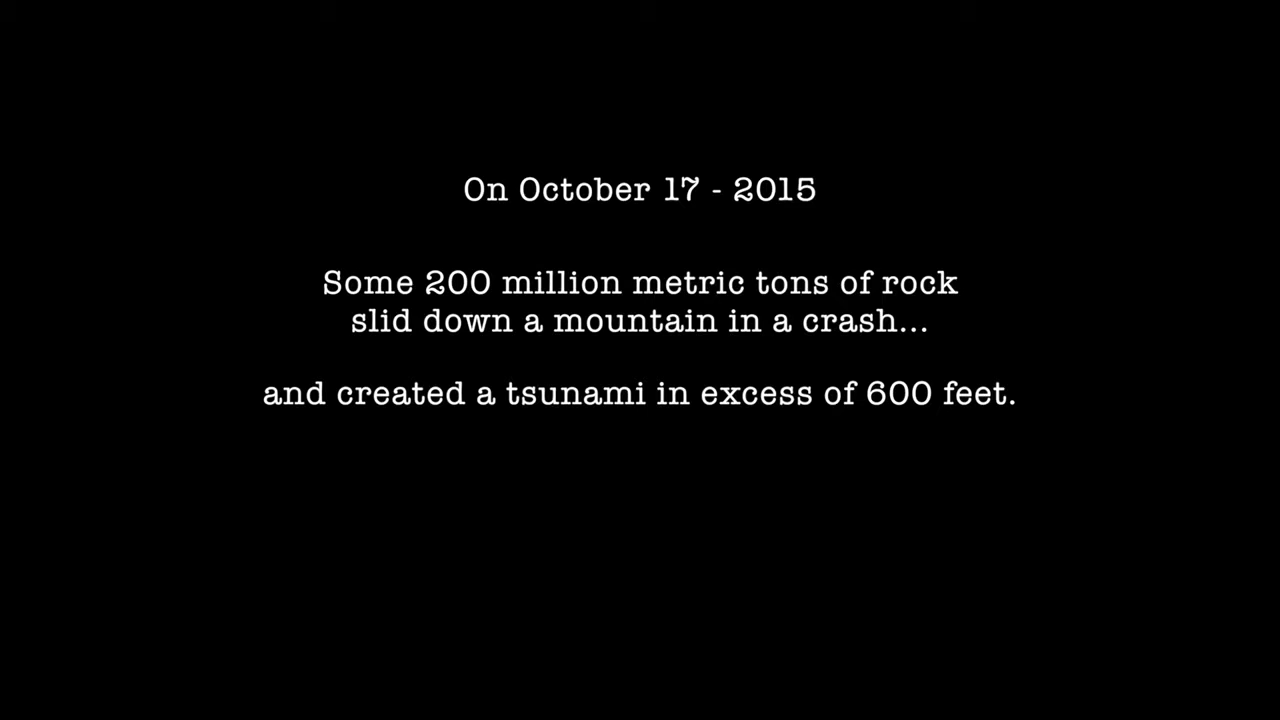 On October 17 - 2015
Some 200 million metric tons of rock
slid down a mountain in a crash...
and created a tsunami in excess of 600 feet.